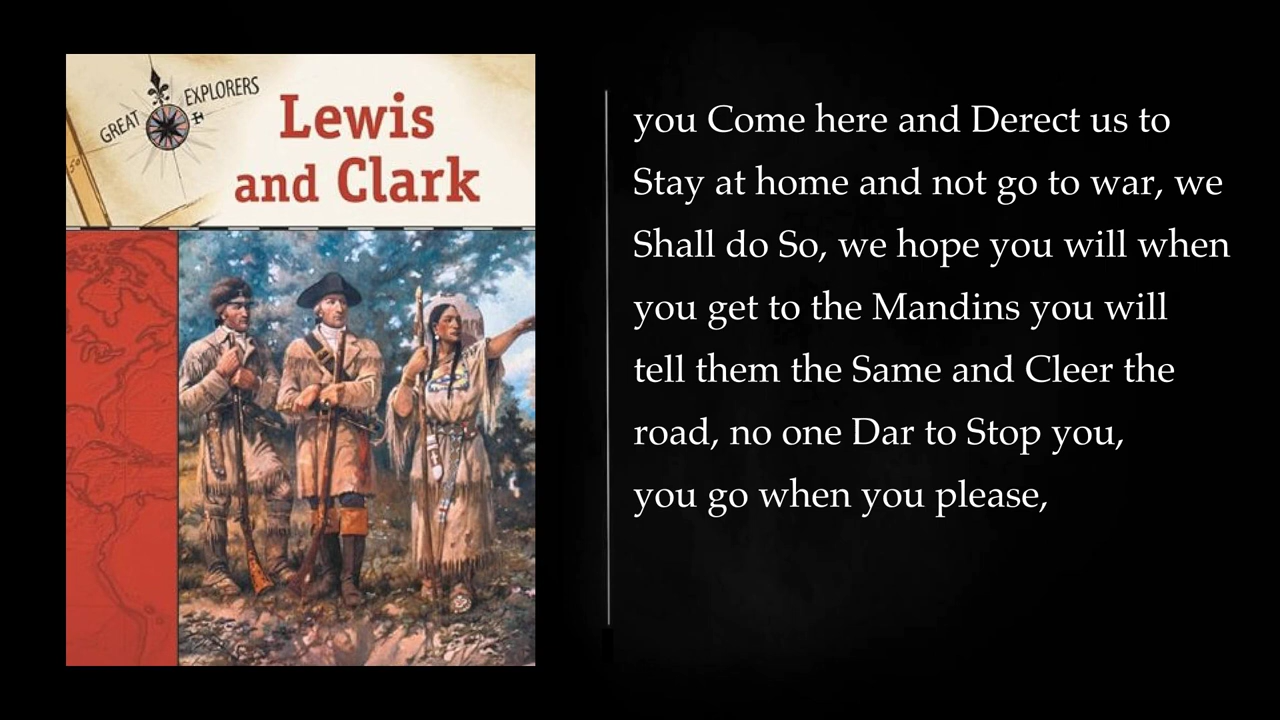 GREAT EXPLORERS
Lewis
and Clark
50
you Come here and Derect us to
Stay at home and not go to war, we
Shall do So, we hope you will when
you get to the Mandins you will
tell them the Same and Cleer the
road, no one Dar to Stop you,
you go when you please,